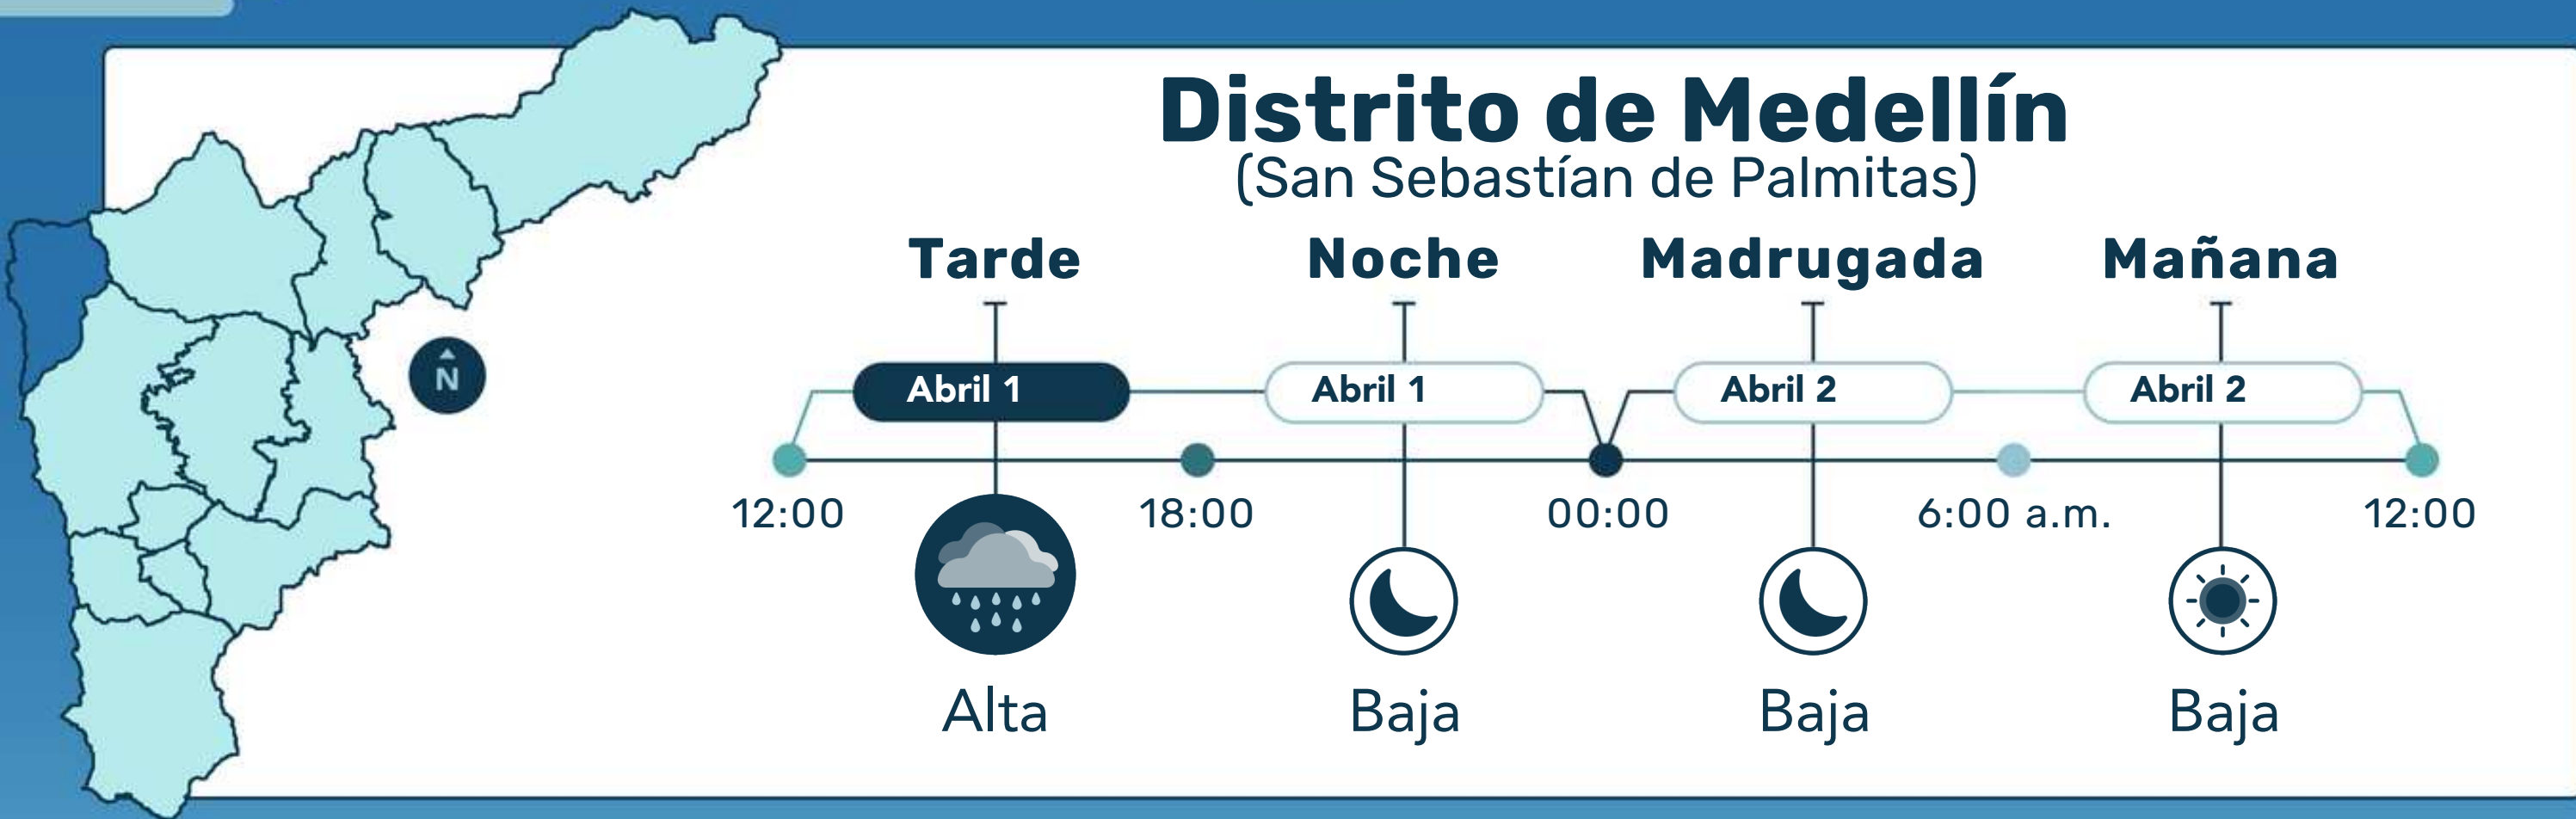 Distrito de Medellín
(San Sebastían de Palmitas)
Tarde Noche Madrugada Mañana
Abril 1 Abril 1 Abril 2 Abril 2
12:00 18:00 00:00 6:00 a.m. 12:00
N
Alta Baja Baja Baja